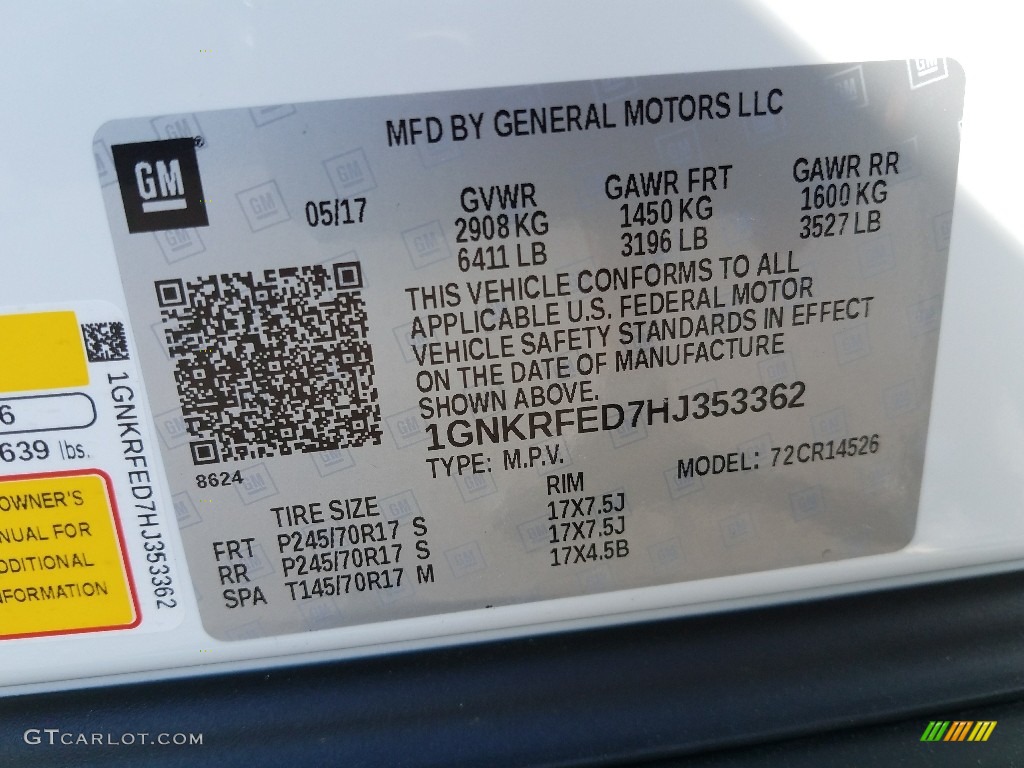 GM
MFD BY GENERAL MOTORS LLC
05/17
GVWR
2908 KG
6411 LB
GAWR FRT
1450 KG
3196 LB
GAWR RR
1600 KG
3527 LB
THIS VEHICLE CONFORMS TO ALL
APPLICABLE U.S. FEDERAL MOTOR
VEHICLE SAFETY STANDARDS IN EFFECT
ON THE DATE OF MANUFACTURE
SHOWN ABOVE.
1GNKRFED7HJ353362
TYPE: M.P.V.
MODEL: 72CR14526
8624
TIRE SIZE RIM
FRT P245/70R17 S 17X7.5J
RR P245/70R17 S 17X7.5J
SPA T145/70R17 M 17X4.5B
1GNKRFED7HJ353362
6
639 lbs.
OWNER'S
NUAL FOR
DDITIONAL
FORMATION
GTCARLOT.COM